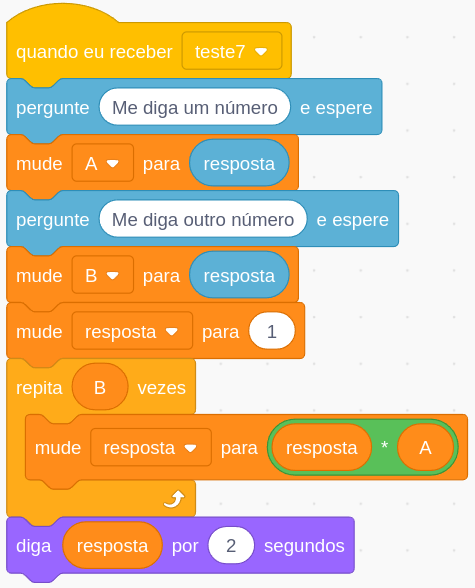 quando eu receber teste7
pergunte Me diga um número e espere
mude A para resposta
pergunte Me diga outro número e espere
mude B para resposta
mude resposta para 1
repita B vezes
mude resposta para resposta * A
diga resposta por 2 segundos